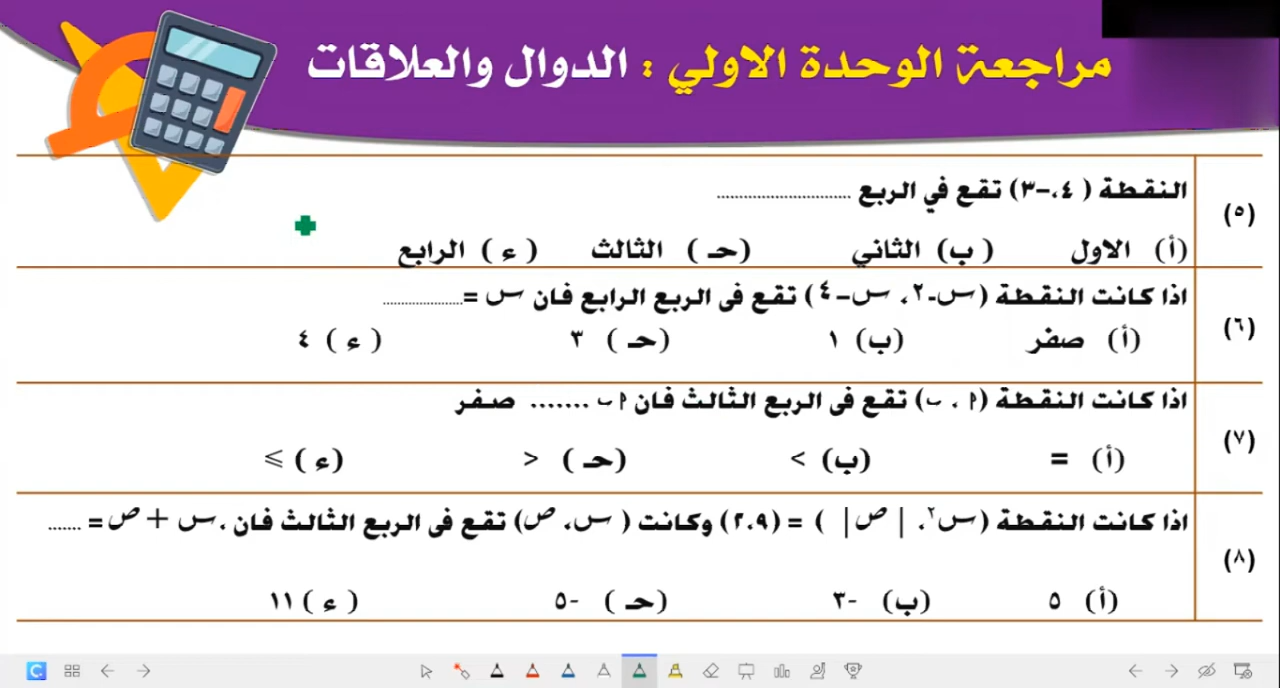 مراجعة الوحدة الاولي : الدوال والعلاقات
(٥) النقطة ( ٤،-٣) تقع في الربع ............................
(أ) الاول (ب ) الثاني (حـ ) الثالث (ء ) الرابع
(٦) اذا كانت النقطة (س-٢، س-٤) تقع فى الربع الرابع فان س =..................
(أ) صفر (ب) ١ (حـ ) ٣ (ء ) ٤
(٧) اذا كانت النقطة (ا ، ب) تقع فى الربع الثالث فان ا ب ....... صفر
(أ) = (ب) > (حـ ) < (ء) ⩾
(٨) اذا كانت النقطة (س٢، | ص| ) = (٢،٩) وكانت ( س، ص) تقع فى الربع الثالث فان ، س + ص = .......
(أ) ٥ (ب) -٣ (حـ ) -٥ (ء ) ١١